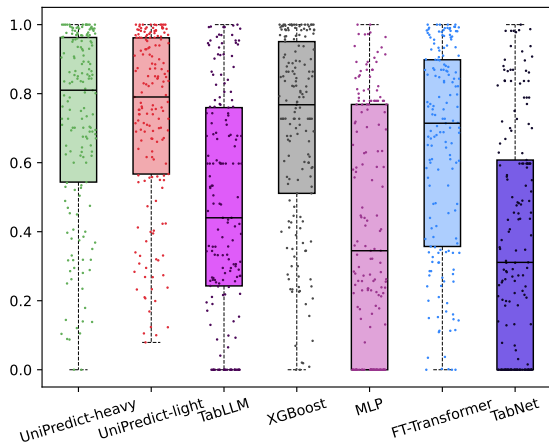 1.0
0.8
0.6
0.4
0.2
0.0
UniPredict-heavy
UniPredict-light
TabLLM
XGBoost
MLP
FT-Transformer
TabNet